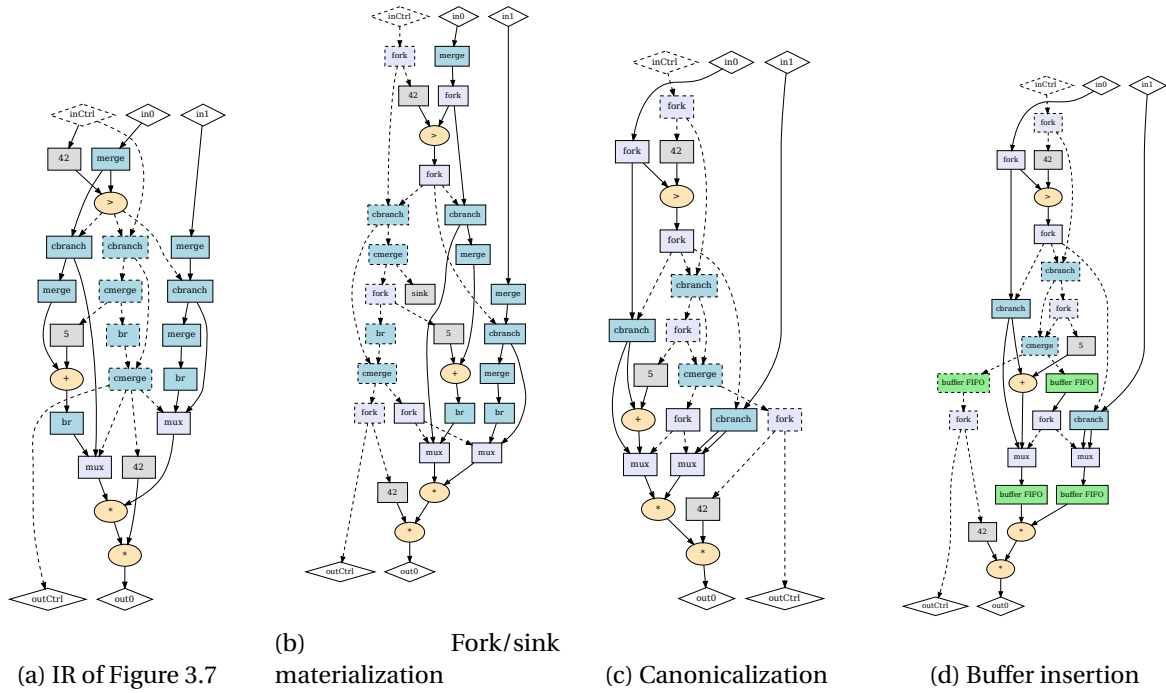 inCtrl in0 in1
42 merge
>
cbranch cbranch merge
merge cmerge cbranch
5 br merge
+ cmerge br
br mux
mux 42
*
*
outCtrl out0
(a) IR of Figure 3.7
inCtrl in0 in1
fork merge
42 fork
>
fork
cbranch cbranch
cmerge merge
fork sink merge
br 5 cbranch
cmerge + merge
fork fork br br
mux mux
42 *
*
outCtrl out0
(b) Fork/sink
materialization
inCtrl in0 in1
fork
fork 42
>
fork
cbranch
cbranch fork
5 cmerge
+ fork cbranch fork
mux mux
* 42
*
out0 outCtrl
(c) Canonicalization
inCtrl in0 in1
fork
fork 42
>
fork
cbranch
cbranch fork
cmerge 5
buffer FIFO + buffer FIFO
fork fork cbranch
mux mux
buffer FIFO buffer FIFO
42 *
*
outCtrl out0
(d) Buffer insertion